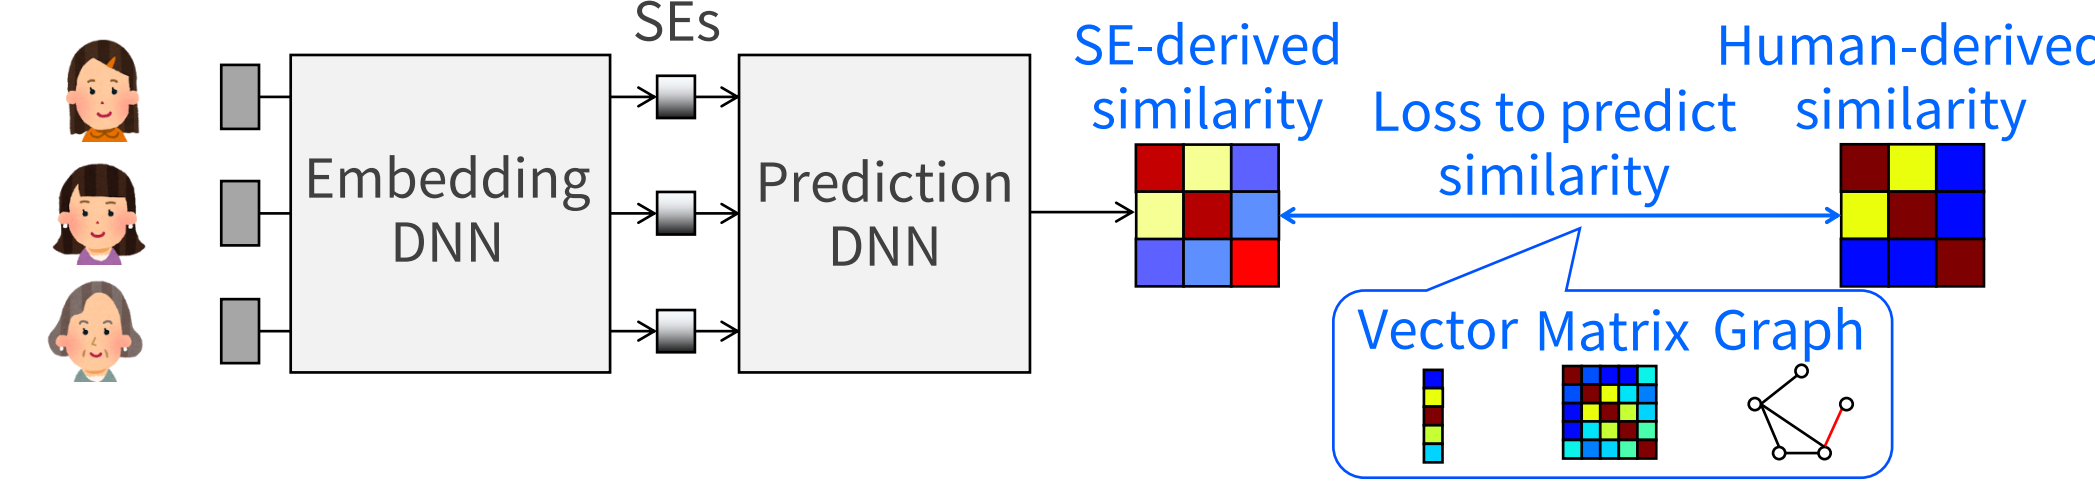 SEs
Embedding
DNN
Prediction
DNN
SE-derived
similarity
Loss to predict
similarity
Human-derived
similarity
Vector
Matrix
Graph